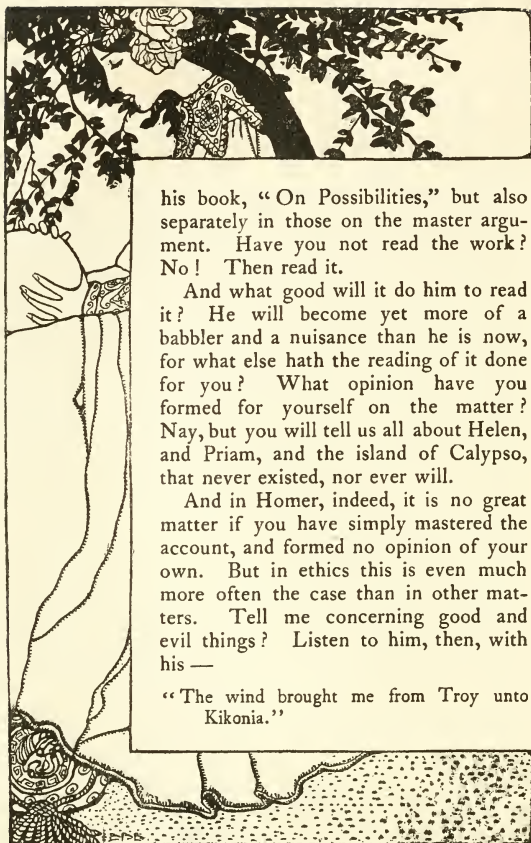 his book, “ On Possibilities,” but also
separately in those on the master argu-
ment. Have you not read the work ?
No ! Then read it.
And what good will it do him to read
it ? He will become yet more of a
babbler and a nuisance than he is now,
for what else hath the reading of it done
for you ? What opinion have you
formed for yourself on the matter ?
Nay, but you will tell us all about Helen,
and Priam, and the island of Calypso,
that never existed, nor ever will.
And in Homer, indeed, it is no great
matter if you have simply mastered the
account, and formed no opinion of your
own. But in ethics this is even much
more often the case than in other mat-
ters. Tell me concerning good and
evil things ? Listen to him, then, with
his —
“ The wind brought me from Troy unto
Kikonia.”